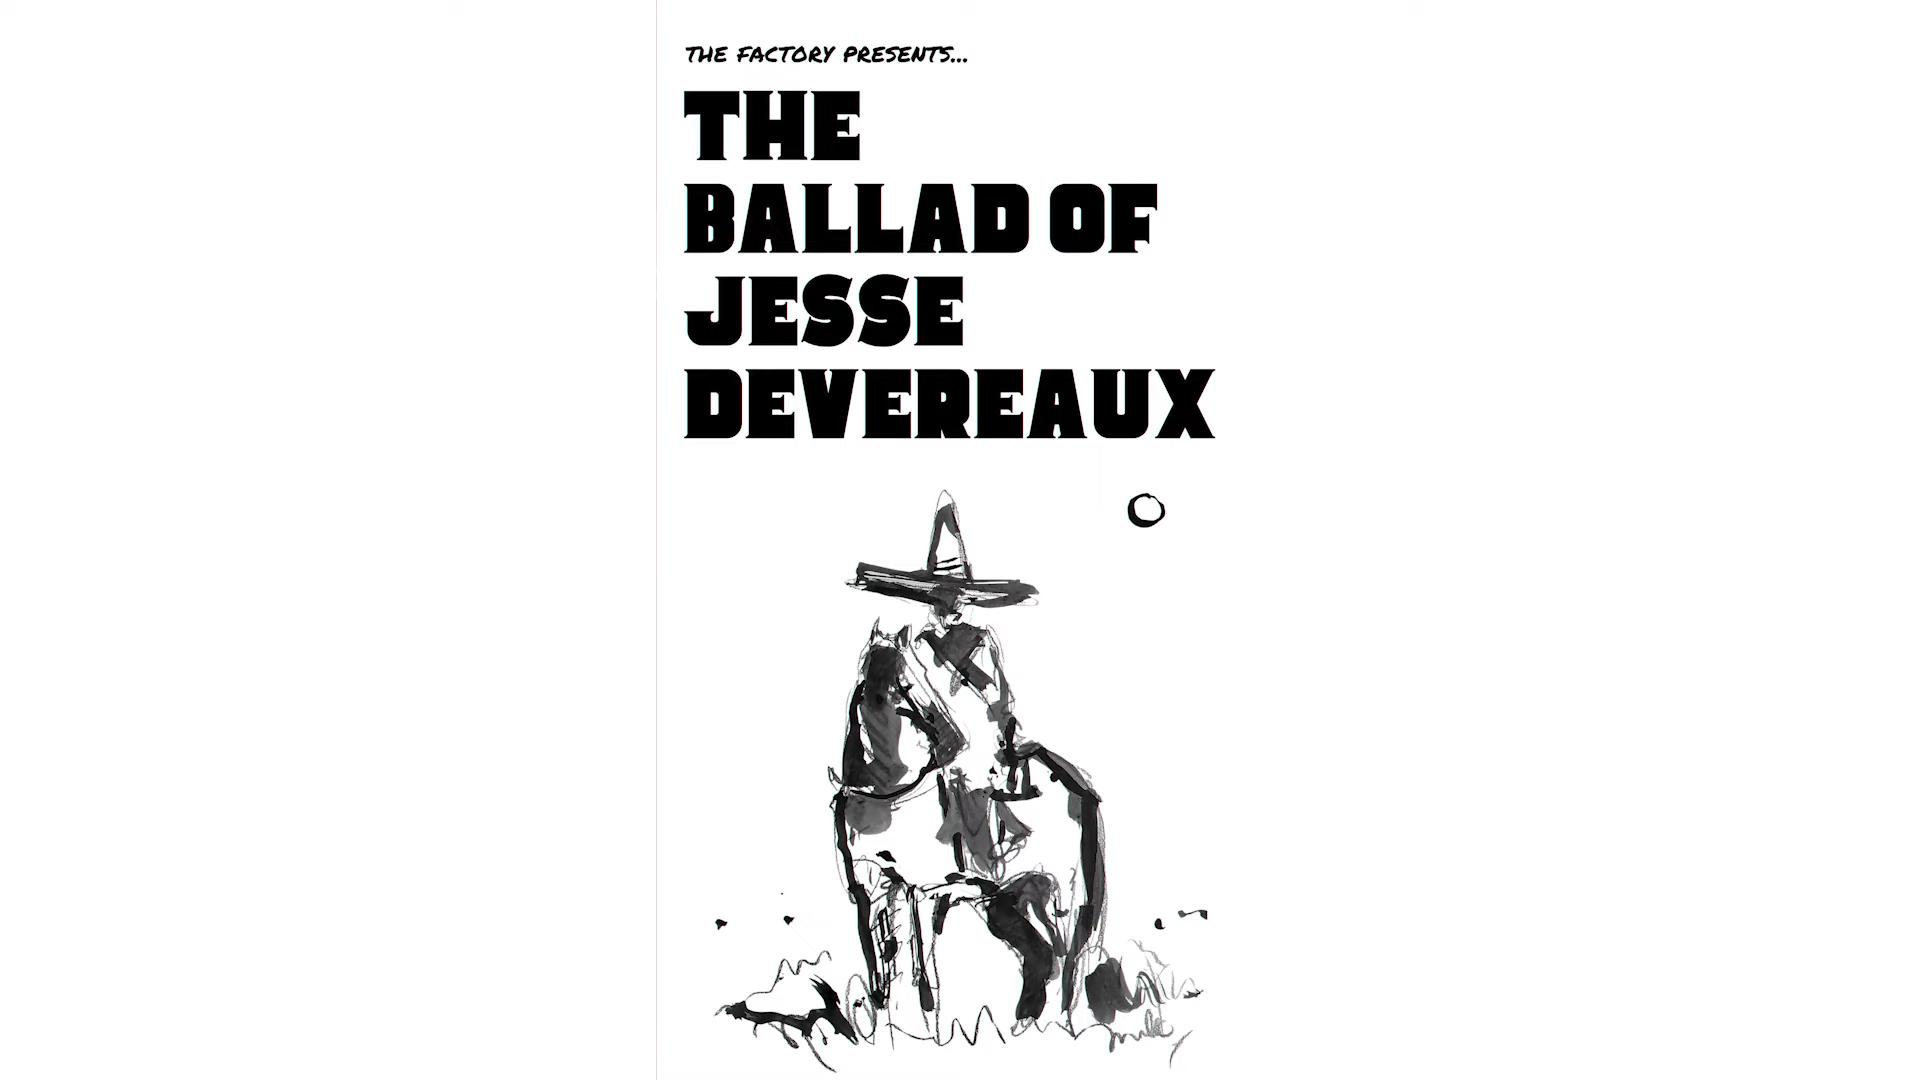 THE FACTORY PRESENTS...
THE
BALLAD OF
JESSE
DEVEREAUX